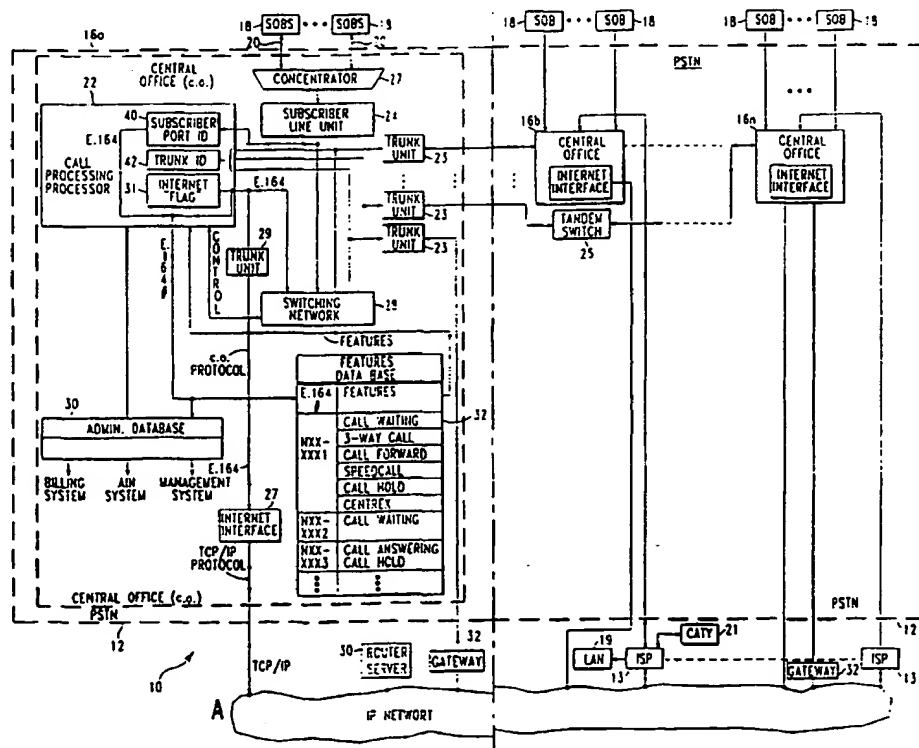 18 SOBS ... SOBS 18
20
16a
CENTRAL OFFICE (c.o.)
CONCENTRATOR 27
22
SUBSCRIBER LINE UNIT
40
E.164
SUBSCRIBER PORT ID
42
TRUNK ID
31
INTERNET FLAG
CALL PROCESSING PROCESSOR
E.164
TRUNK UNIT
23
TRUNK UNIT
23
TRUNK UNIT
23
29
TRUNK UNIT
E.164#
CONTROL
SWITCHING NETWORK
FEATURES
c.o. PROTOCOL
FEATURES DATA BASE
E.164 # FEATURES
32
NXX-XXX1
CALL WAITING
3-WAY CALL
CALL FORWARD
SPEEDCALL
CALL HOLD
CENTREX
NXX-XXX2 CALL WAITING
NXX-XXX3 CALL ANSWERING
CALL HOLD
30
ADMIN. DATABASE
E.164
BILLING SYSTEM
AIN SYSTEM
MANAGEMENT SYSTEM
27
INTERNET INTERFACE
TCP/IP PROTOCOL
CENTRAL OFFICE (c.o.)
PSTN
12
10
TCP/IP
30
ROUTER SERVER
32
GATEWAY
A
IP NETWORK
18 SOB ... SOB 18
18 SOB ... SOB
PSTN
16b
CENTRAL OFFICE
INTERNET INTERFACE
16n
CENTRAL OFFICE
INTERNET INTERFACE
TANDEM SWITCH
25
PSTN
12
19
LAN
ISP
13
CATV
21
GATEWAY 32
ISP
13